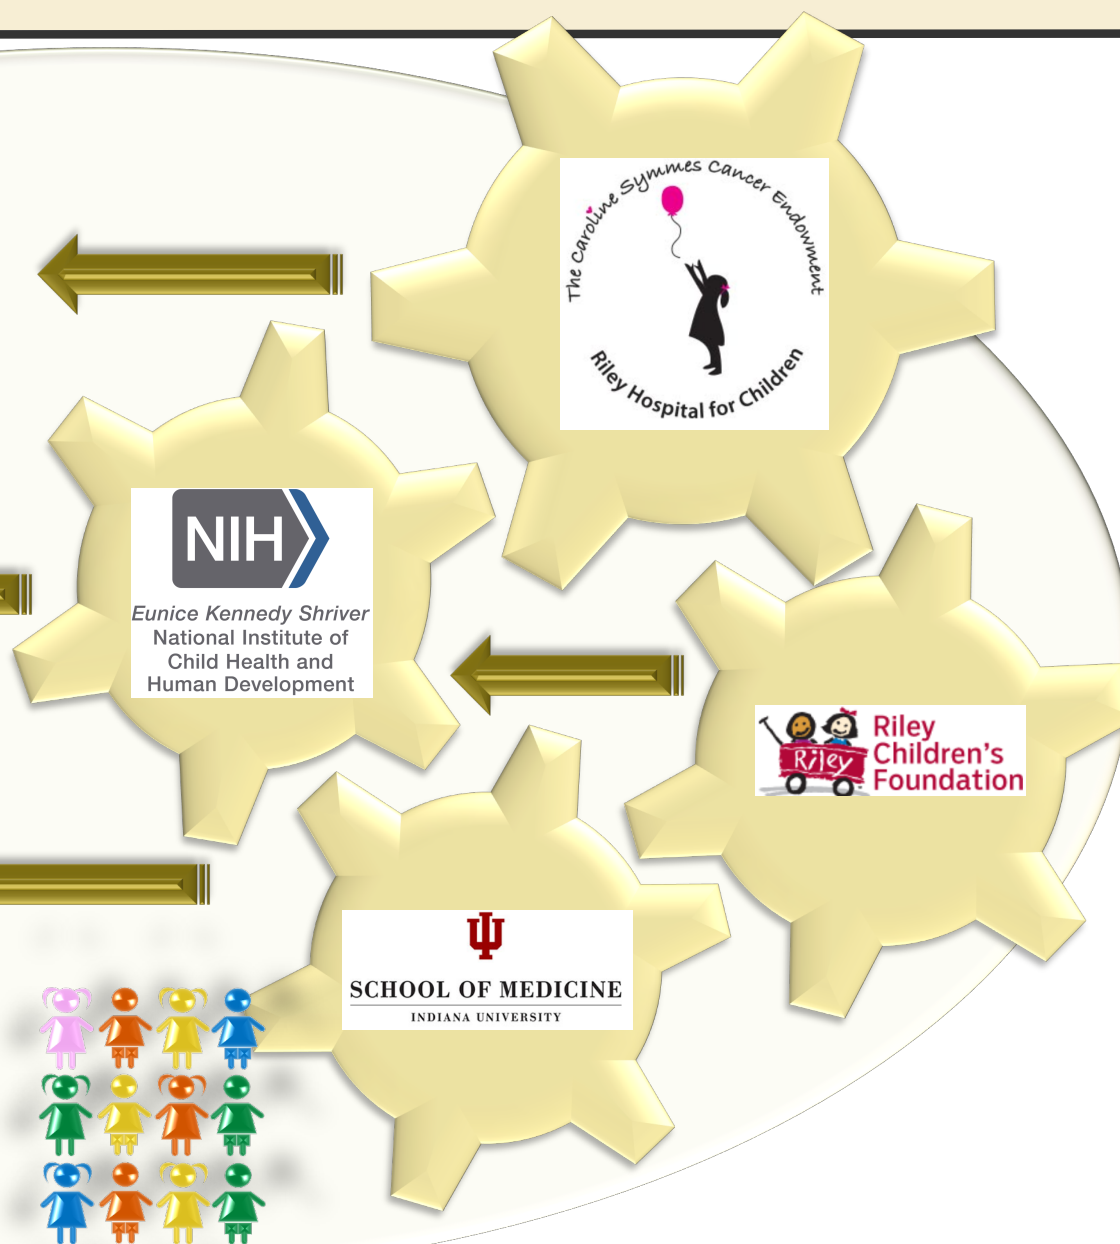 The Caroline Symmes Cancer Endowment
Riley Hospital for Children
NIH
Eunice Kennedy Shriver
National Institute of
Child Health and
Human Development
Riley
Riley
Children's
Foundation
SCHOOL OF MEDICINE
INDIANA UNIVERSITY